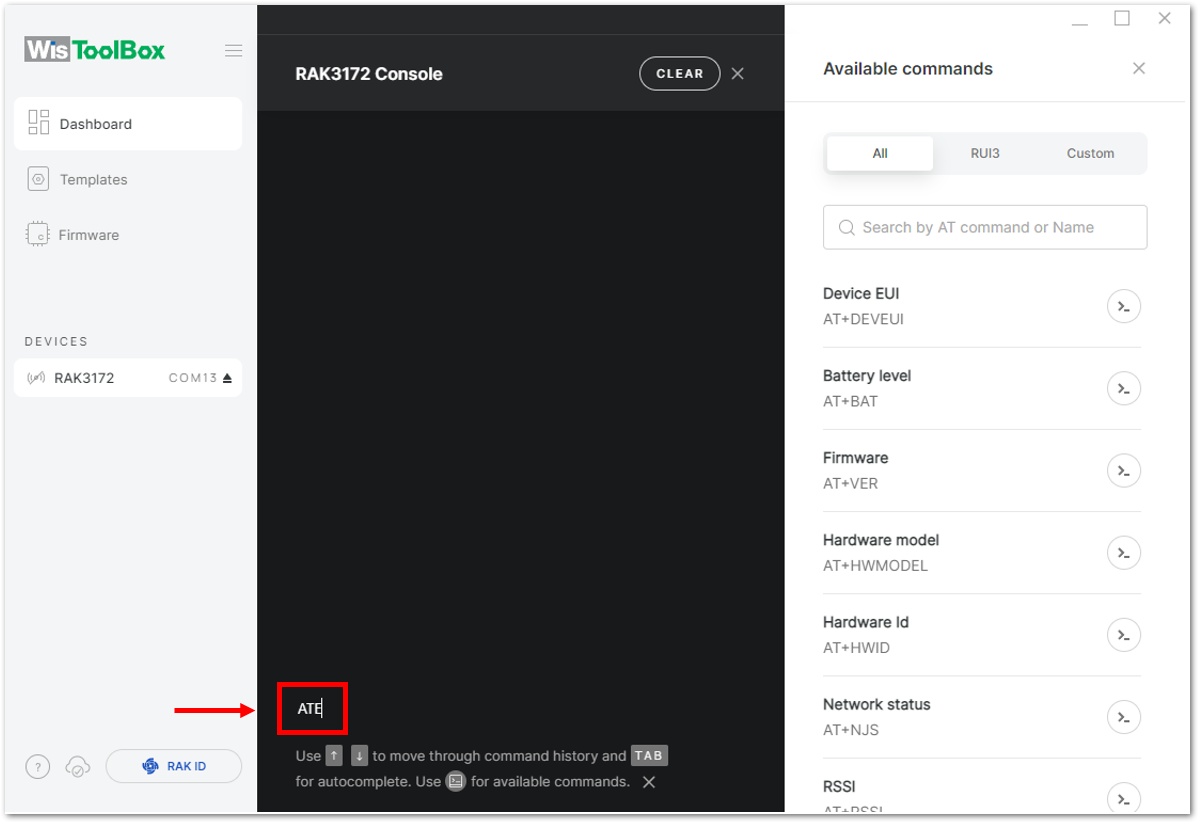 WisToolBox
Dashboard
Templates
Firmware
DEVICES
RAK3172 COM13
?
RAK ID
RAK3172 Console
CLEAR
ATE
Use ↑ ↓ to move through command history and TAB
for autocomplete. Use for available commands.
Available commands
All RUI3 Custom
Search by AT command or Name
Device EUI
AT+DEVEUI
Battery level
AT+BAT
Firmware
AT+VER
Hardware model
AT+HWMODEL
Hardware Id
AT+HWID
Network status
AT+NJS
RSSI
AT+RSSI